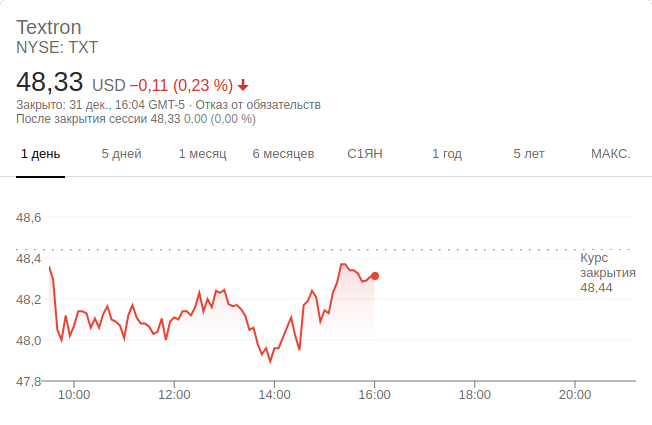 Textron
NYSE: TXT
48,33 USD −0,11 (0,23 %)
Закрыто: 31 дек., 16:04 GMT-5 · Отказ от обязательств
После закрытия сессии 48,33 0,00 (0,00 %)
1 день 5 дней 1 месяц 6 месяцев С1ЯН 1 год 5 лет МАКС.
48,6
48,4
48,2
48,0
47,8
Курс
закрытия
48,44
10:00 12:00 14:00 16:00 18:00 20:00